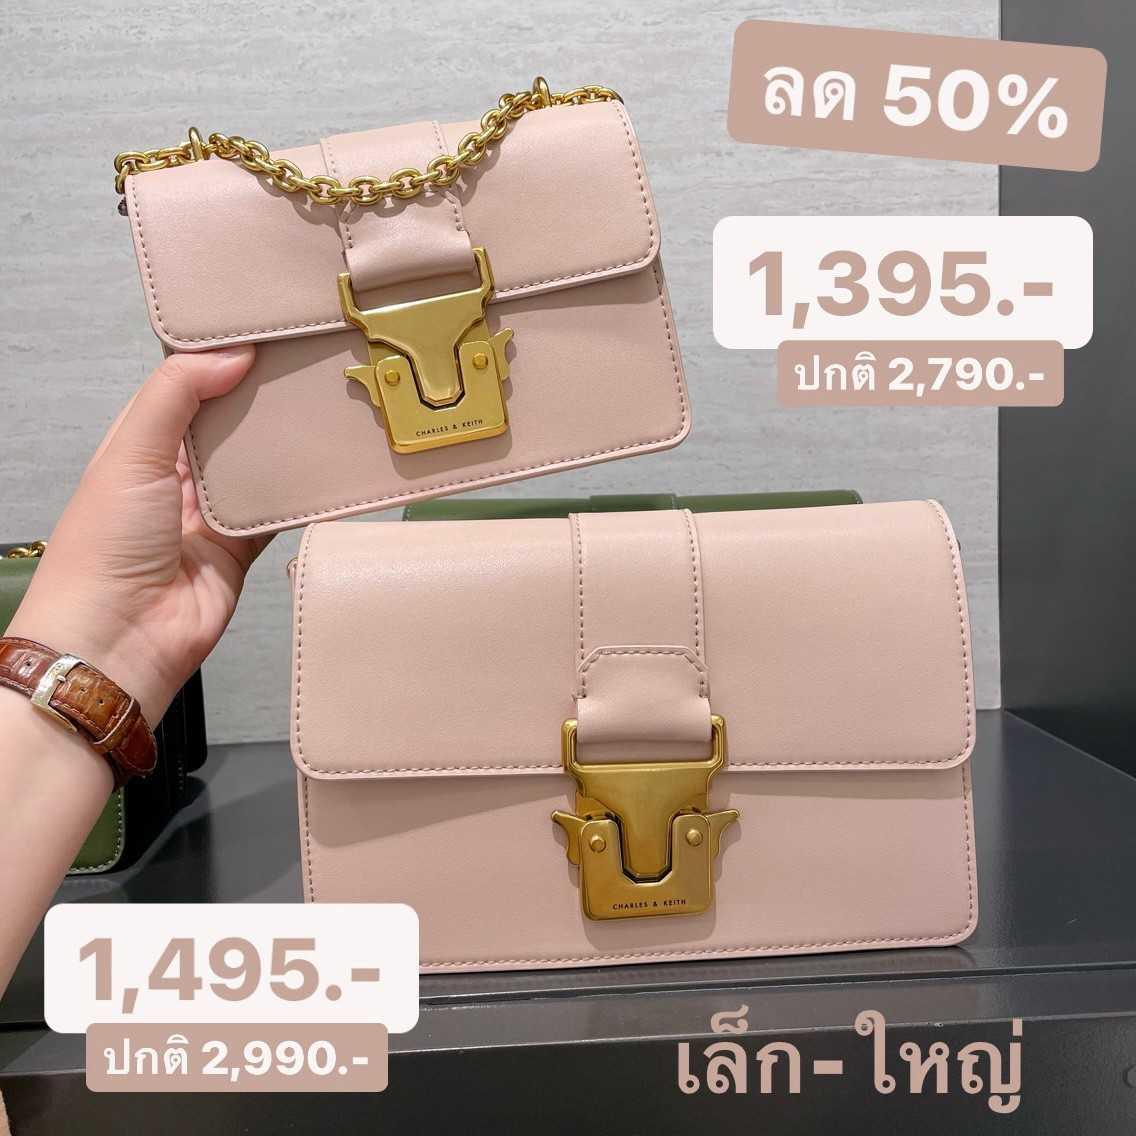 ลด 50%
1,395.-
ปกติ 2,790.-
CHARLES & KEITH
CHARLES & KEITH
1,495.-
ปกติ 2,990.-
เล็ก - ใหญ่